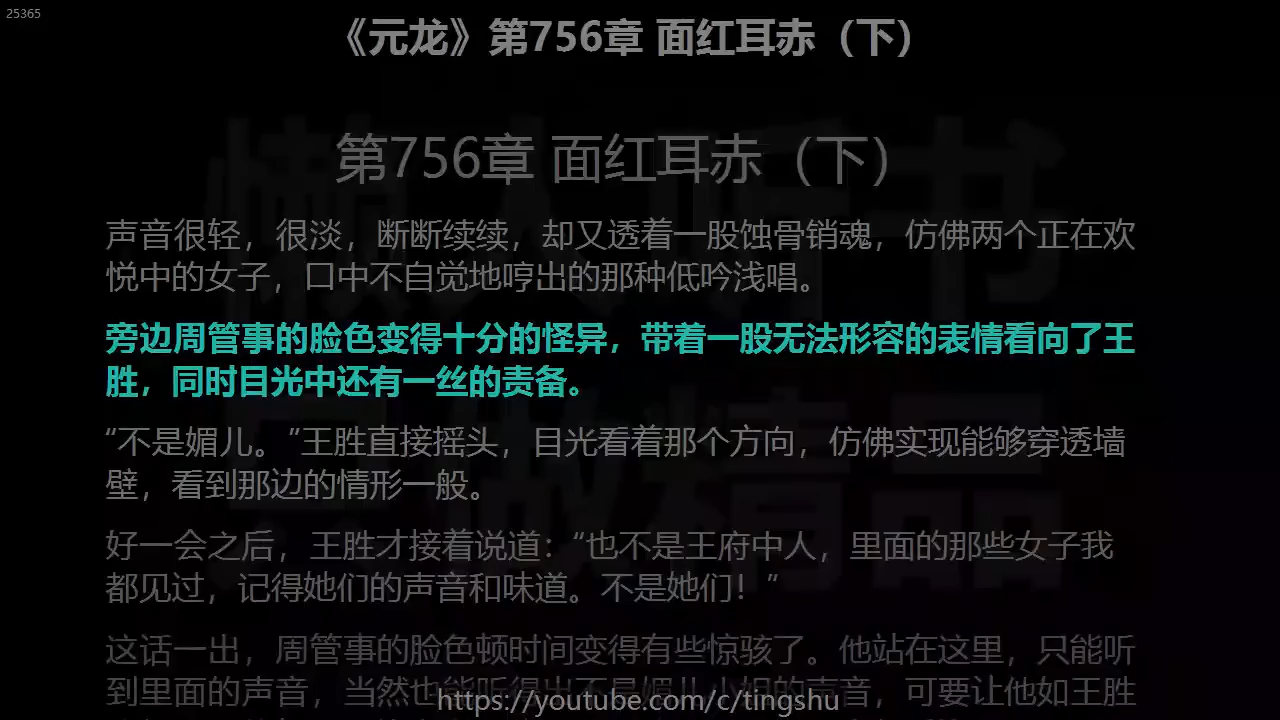 25365
《元龙》第756章 面红耳赤（下）
第756章 面红耳赤（下）
声音很轻，很淡，断断续续，却又透着一股蚀骨销魂，仿佛两个正在欢
悦中的女子，口中不自觉地哼出的那种低吟浅唱。
旁边周管事的脸色变得十分的怪异，带着一股无法形容的表情看向了王
胜，同时目光中还有一丝的责备。
“不是媚儿。”王胜直接摇头，目光看着那个方向，仿佛实现能够穿透墙
壁，看到那边的情形一般。
好一会之后，王胜才接着说道：“也不是王府中人，里面的那些女子我
都见过，记得她们的声音和味道。不是她们！”
这话一出，周管事的脸色顿时间变得有些惊骇了。他站在这里，只能听
到里面的声音，当然也能听得出不是媚儿小姐的声音，可要让他如王胜
https://youtube.com/c/tingshu
懒人听书
只做精品